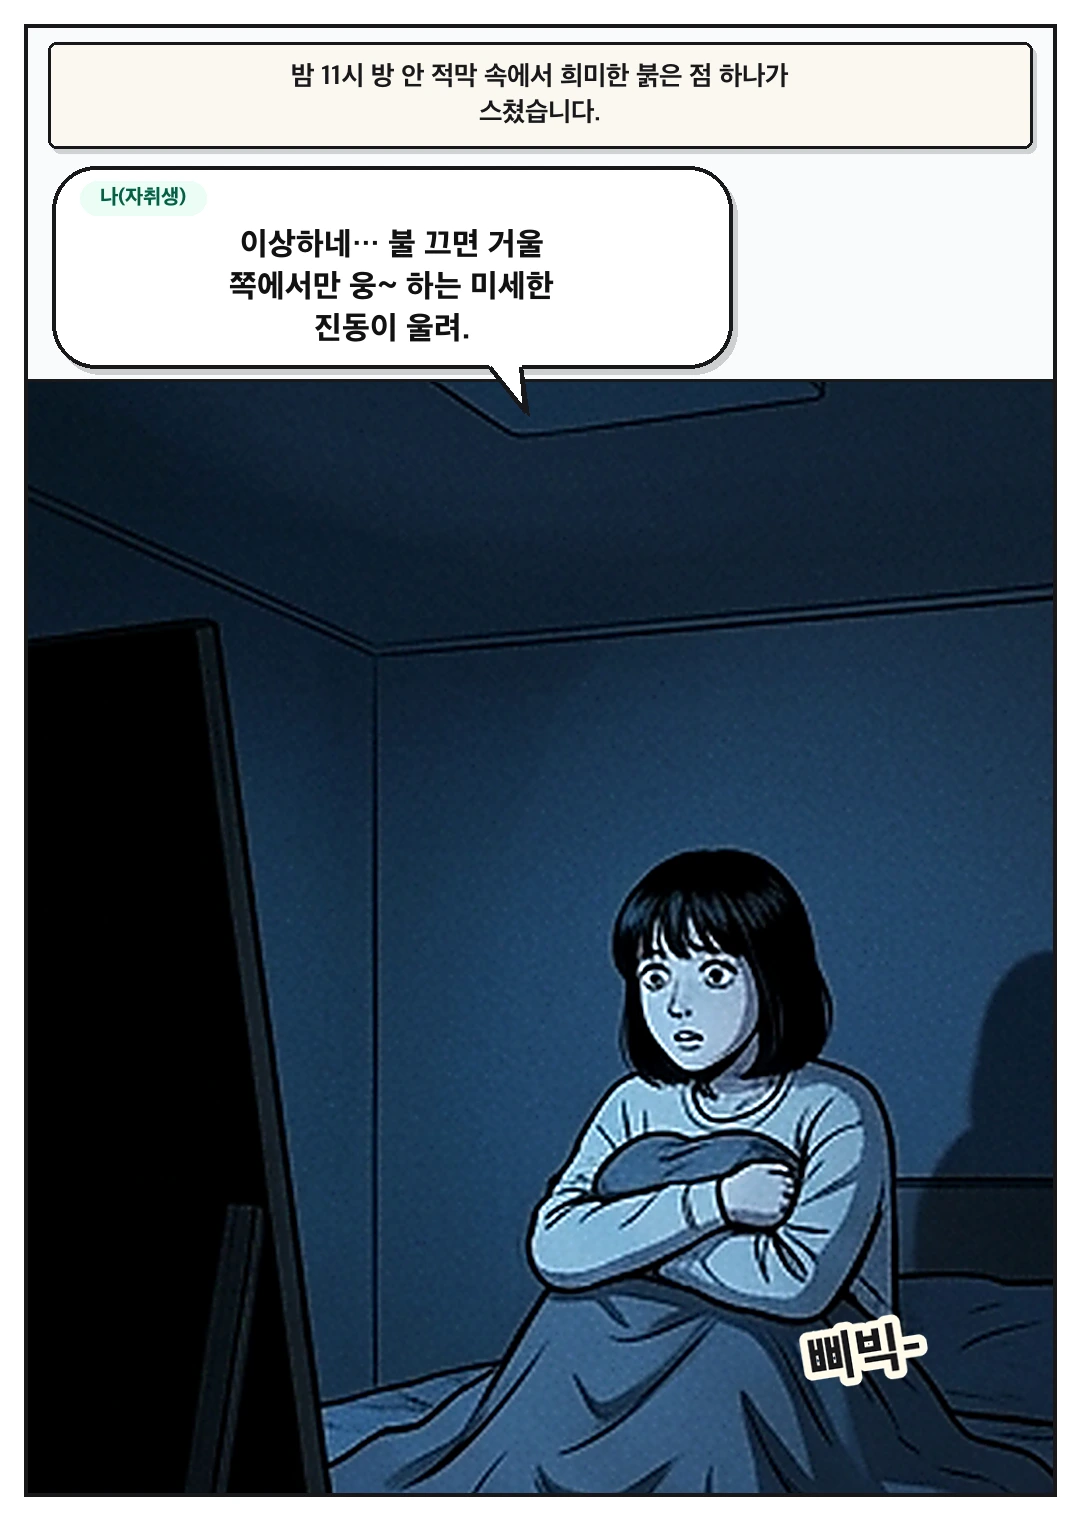 밤 11시 방 안 적막 속에서 희미한 붉은 점 하나가
스쳤습니다.
나(자취생)
이상하네… 불 끄면 거울
쪽에서만 웅~ 하는 미세한
진동이 울려.
삐빅-